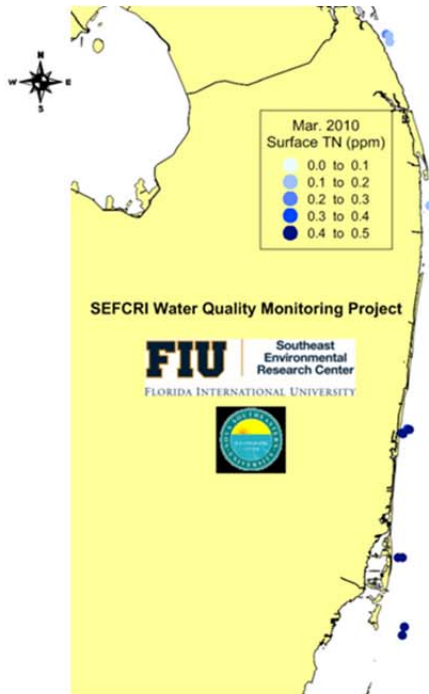 N
W E
S
Mar. 2010
Surface TN (ppm)
0.0 to 0.1
0.1 to 0.2
0.2 to 0.3
0.3 to 0.4
0.4 to 0.5
SEFCRI Water Quality Monitoring Project
FIU
Southeast
Environmental
Research Center
FLORIDA INTERNATIONAL UNIVERSITY